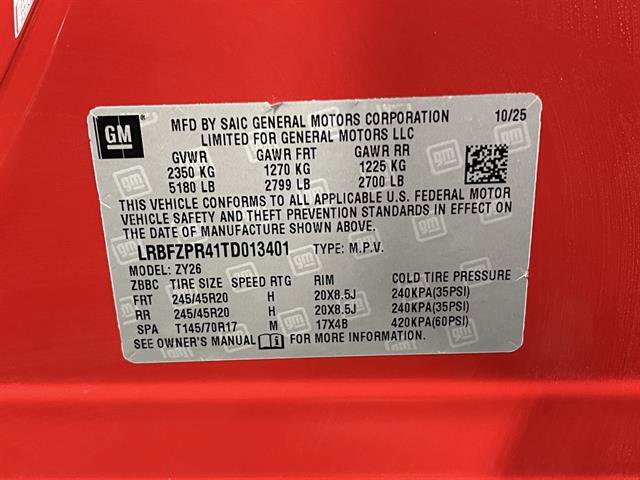 GM
MFD BY SAIC GENERAL MOTORS CORPORATION 10/25
LIMITED FOR GENERAL MOTORS LLC
GVWR GAWR FRT GAWR RR
2350 KG 1270 KG 1225 KG
5180 LB 2799 LB 2700 LB
THIS VEHICLE CONFORMS TO ALL APPLICABLE U.S. FEDERAL MOTOR
VEHICLE SAFETY AND THEFT PREVENTION STANDARDS IN EFFECT ON
THE DATE OF MANUFACTURE SHOWN ABOVE.
LRBFZPR41TD013401 TYPE: M.P.V.
MODEL: ZY26
ZBBC TIRE SIZE SPEED RTG RIM COLD TIRE PRESSURE
FRT 245/45R20 H 20X8.5J 240KPA(35PSI)
RR 245/45R20 H 20X8.5J 240KPA(35PSI)
SPA T145/70R17 M 17X4B 420KPA(60PSI)
SEE OWNER'S MANUAL FOR MORE INFORMATION